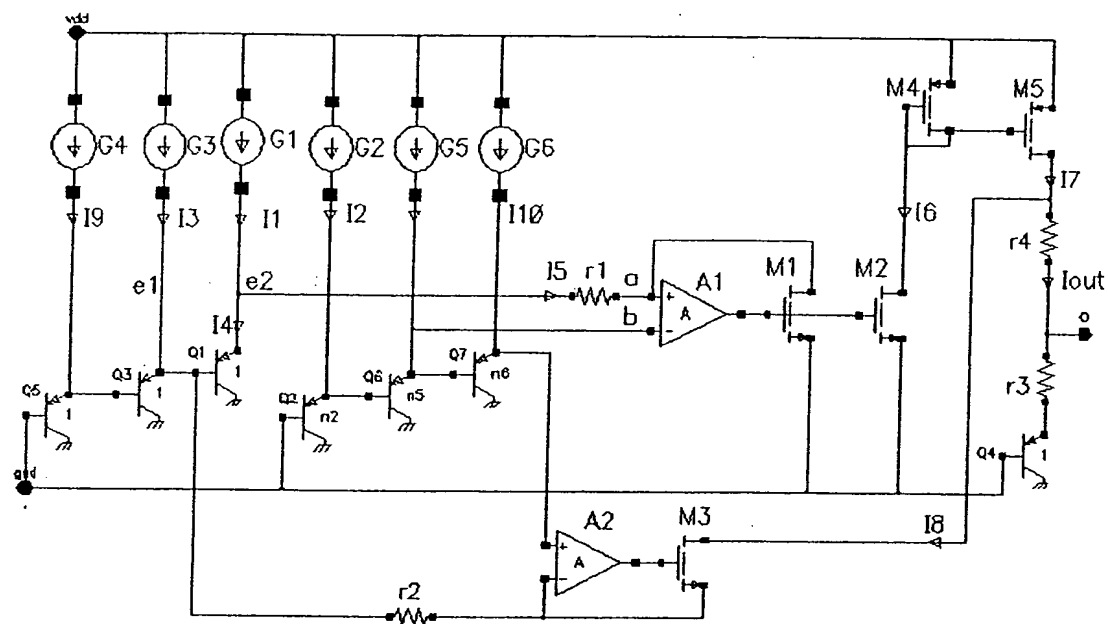 vdd
M4
M5
G4
G3
G1
G2
G5
G6
I9
I3
I1
I2
I10
I6
I7
r4
e1
e2
I5
r1
a
A1
M1
M2
Iout
b
+
A
-
o
I4
Q1
Q7
Q3
1
Q6
r3
Q5
1
Q2
n5
n6
1
n2
Q4
1
gnd
A2
M3
I8
+
A
-
r2